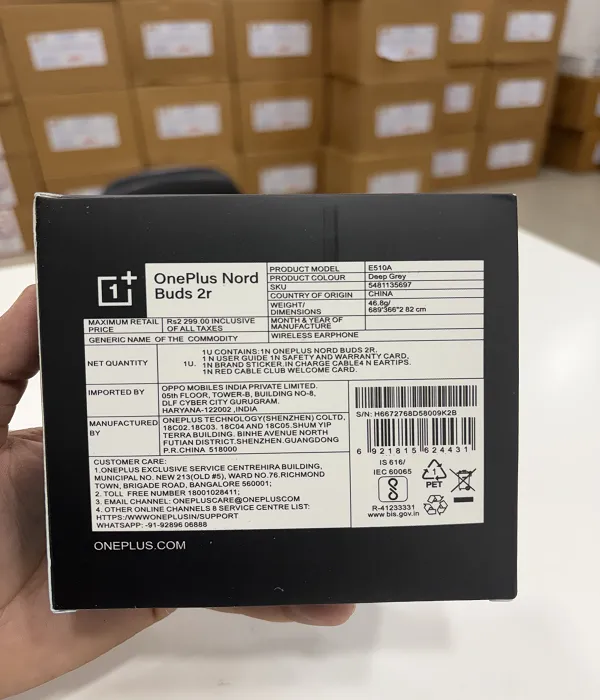 1+
OnePlus Nord
Buds 2r
PRODUCT MODEL E510A
PRODUCT COLOUR Deep Grey
SKU 5481135697
COUNTRY OF ORIGIN CHINA
WEIGHT/
DIMENSIONS
46.8g/
689'366"2 82 cm
MONTH & YEAR OF
MANUFACTURE
MAXIMUM RETAIL
PRICE
Rs2 299.00 INCLUSIVE
OF ALL TAXES
GENERIC NAME OF THE COMMODITY WIRELESS EARPHONE
NET QUANTITY
1U.
1U CONTAINS:1N ONEPLUS NORD BUDS 2R.
1 N USER GUIDE 1N SAFETY AND WARRANTY CARD,
1N BRAND STICKER.IN CHARGE CABLE4 N EARTIPS.
1N RED CABLE CLUB WELCOME CARD.
IMPORTED BY
OPPO MOBILES INDIA PRIVATE LIMITED.
05th FLOOR, TOWER-B, BUILDING NO-8,
DLF CYBER CITY GURUGRAM.
HARYANA-122002 ,INDIA
MANUFACTURED
BY
ONEPLUS TECHNOLOGY(SHENZHEN) COLTD,
18C02.18C03. 18C04 AND 18C05.SHUM YIP
TERRA BUILDING. BINHE AVENUE NORTH
FUTIAN DISTRICT.SHENZHEN.GUANGDONG
P.R.CHINA 518000
CUSTOMER CARE:
1.ONEPLUS EXCLUSIVE SERVICE CENTREHIRA BUILDING,
MUNICIPAL NO. NEW 213(OLD #5), WARD NO.76.RICHMOND
TOWN, BRIGADE ROAD, BANGALORE 560001;
2. TOLL FREE NUMBER 18001028411;
3. EMAIL CHANNEL: ONEPLUSCARE@ONEPLUSCOM
4. OTHER ONLINE CHANNELS 8 SERVICE CENTRE LIST:
HTTPS:/WWWONEPLUSIN/SUPPORT
WHATSAPP: -91-92896 06888
S/N: H6672768D58009K2B
6 921815 624431
IS 616/
IEC 60065
R-41233331
www.bis.gov.in
PET
ONEPLUS.COM